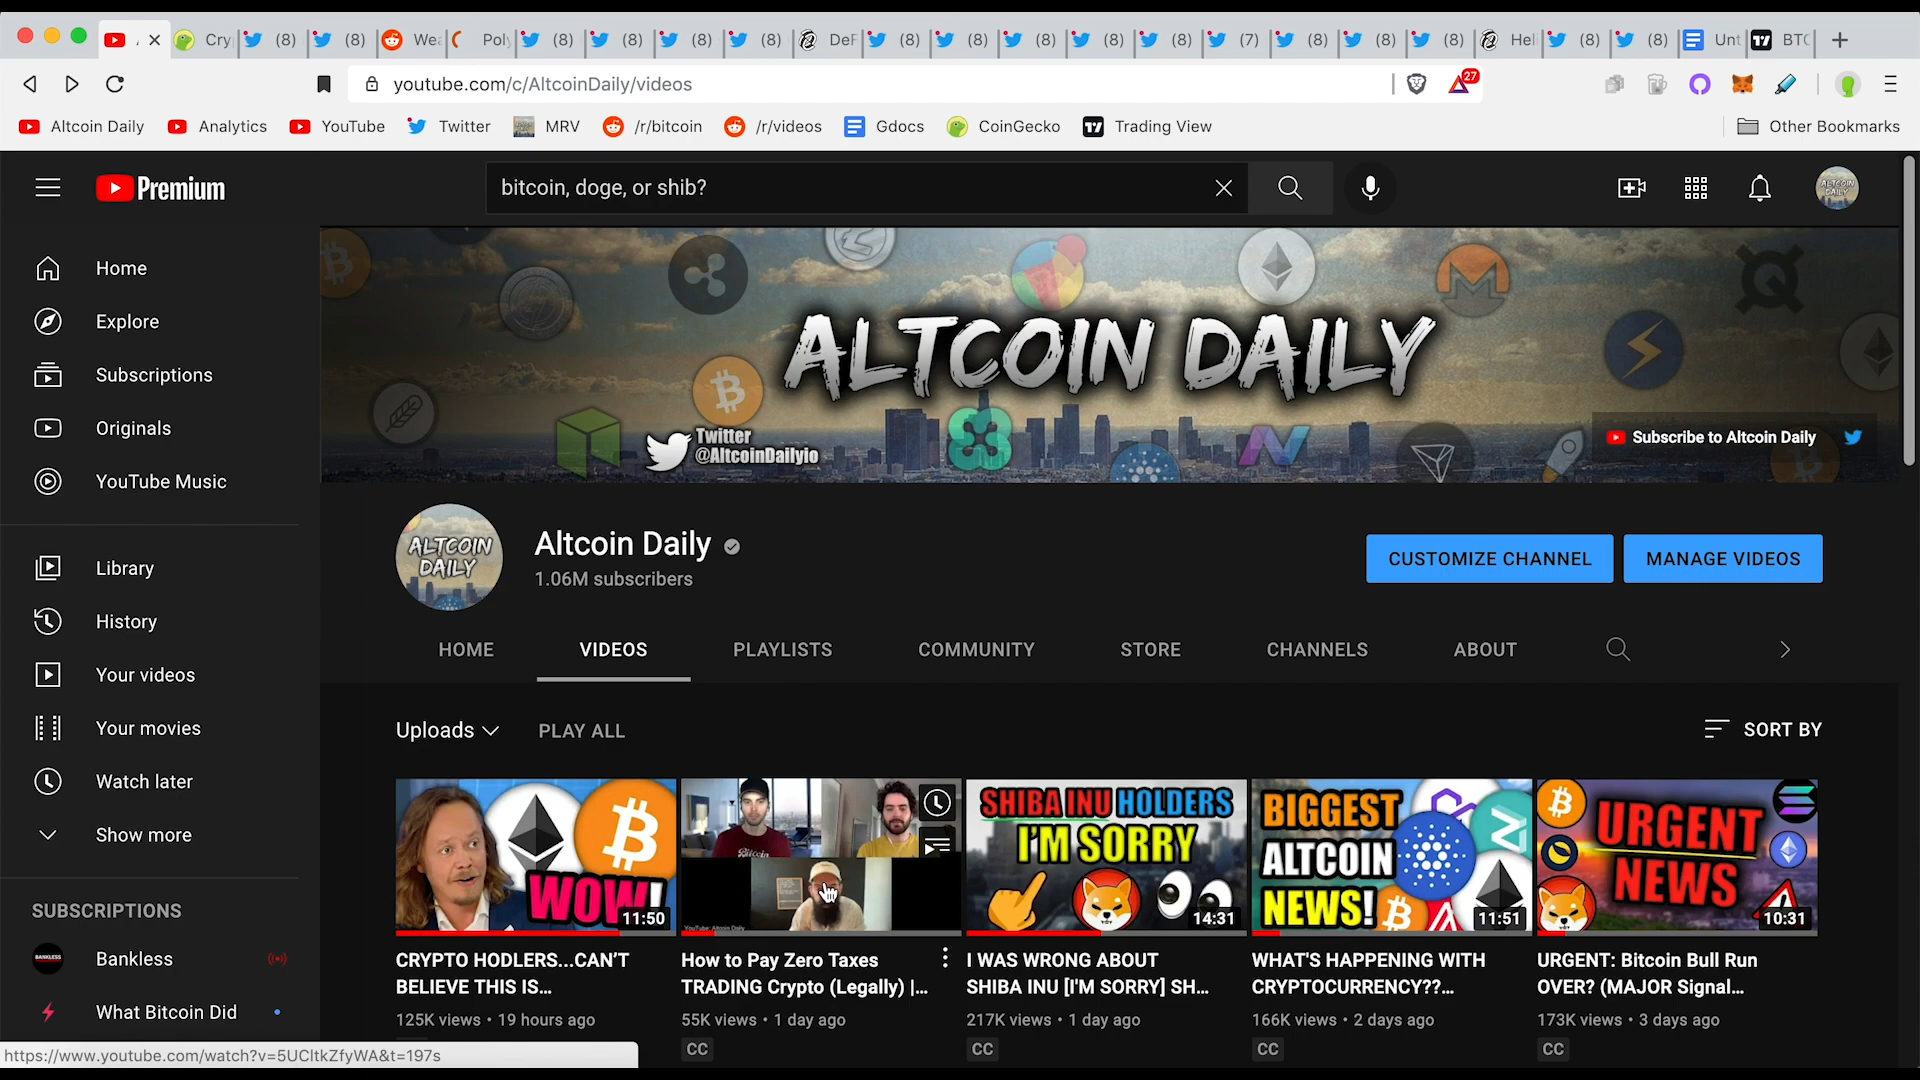 Cry
(8)
(8)
Wea
Poly
(8)
(8)
(8)
(8)
DeF
(8)
(8)
(8)
(8)
(8)
(7)
(8)
(8)
(8)
Hel
(8)
(8)
Unt
BTC
youtube.com/c/AltcoinDaily/videos
27
Altcoin Daily
Analytics
YouTube
Twitter
MRV
/r/bitcoin
/r/videos
Gdocs
CoinGecko
Trading View
Other Bookmarks
Premium
bitcoin, doge, or shib?
Home
Explore
Subscriptions
Originals
YouTube Music
Library
History
Your videos
Your movies
Watch later
Show more
SUBSCRIPTIONS
Bankless
What Bitcoin Did
ALTCOIN DAILY
Twitter
@AltcoinDailyio
Subscribe to Altcoin Daily
ALTCOIN
DAILY
Altcoin Daily
1.06M subscribers
CUSTOMIZE CHANNEL
MANAGE VIDEOS
HOME
VIDEOS
PLAYLISTS
COMMUNITY
STORE
CHANNELS
ABOUT
Uploads
PLAY ALL
SORT BY
WOW!
11:50
CRYPTO HODLERS...CAN'T
BELIEVE THIS IS...
125K views • 19 hours ago
YouTube: Altcoin Daily
How to Pay Zero Taxes
TRADING Crypto (Legally) |...
55K views • 1 day ago
CC
SHIBA INU HOLDERS
I'M SORRY
14:31
I WAS WRONG ABOUT
SHIBA INU [I'M SORRY] SH...
217K views • 1 day ago
CC
BIGGEST
ALTCOIN
NEWS!
11:51
WHAT'S HAPPENING WITH
CRYPTOCURRENCY??...
166K views • 2 days ago
CC
URGENT
NEWS
10:31
URGENT: Bitcoin Bull Run
OVER? (MAJOR Signal...
173K views • 3 days ago
CC
https://www.youtube.com/watch?v=5UCltkZfyWA&t=197s